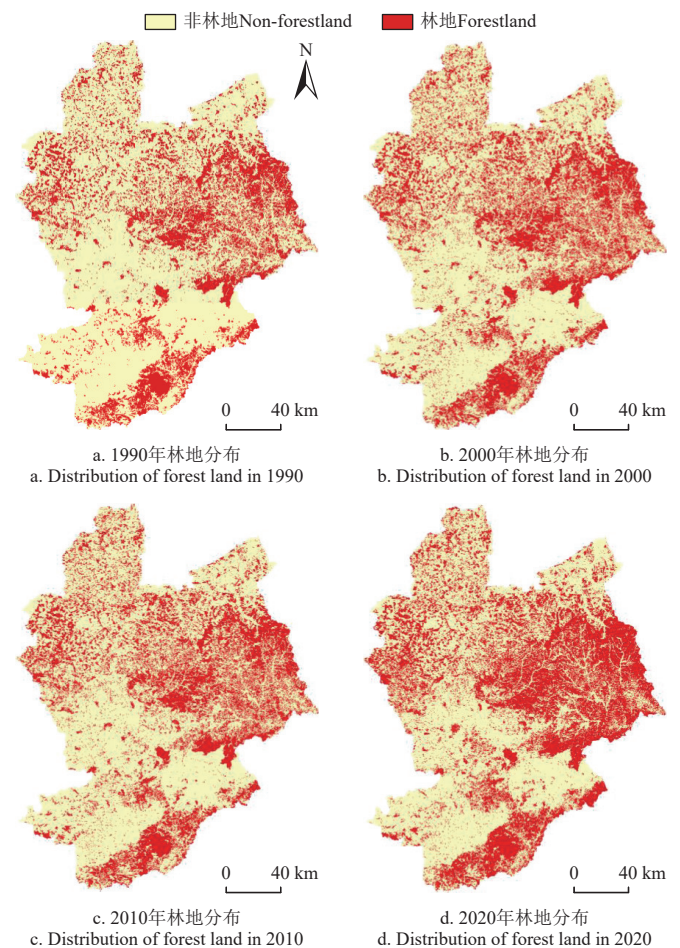 非林地Non-forestland 林地Forestland
N
0 40 km
0 40 km
a. 1990年林地分布
a. Distribution of forest land in 1990
b. 2000年林地分布
b. Distribution of forest land in 2000
0 40 km
0 40 km
c. 2010年林地分布
c. Distribution of forest land in 2010
d. 2020年林地分布
d. Distribution of forest land in 2020